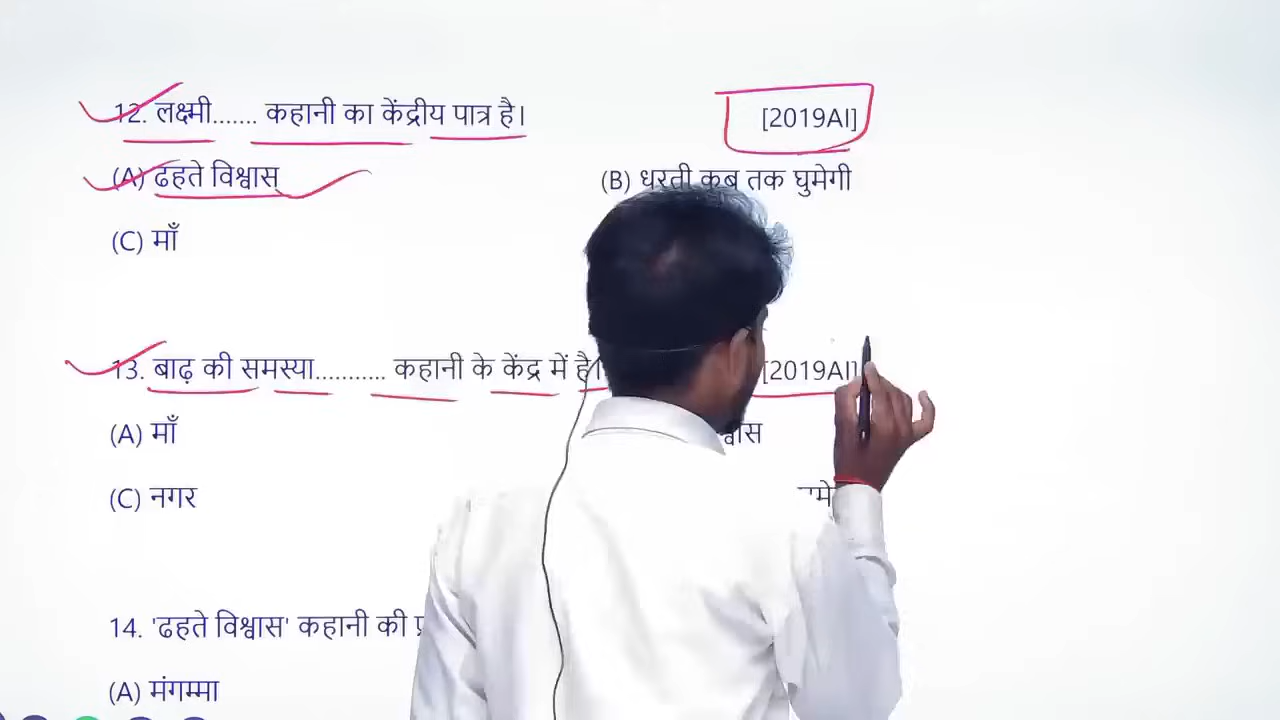 12. लक्ष्मी....... कहानी का केंद्रीय पात्र है। [2019AI]
(A) ढहते विश्वास (B) धरती कब तक घुमेगी
(C) माँ
13. बाढ़ की समस्या........... कहानी के केंद्र में है। [2019AI]
(A) माँ
(C) नगर
14. 'ढहते विश्वास' कहानी की
(A) मंगम्मा